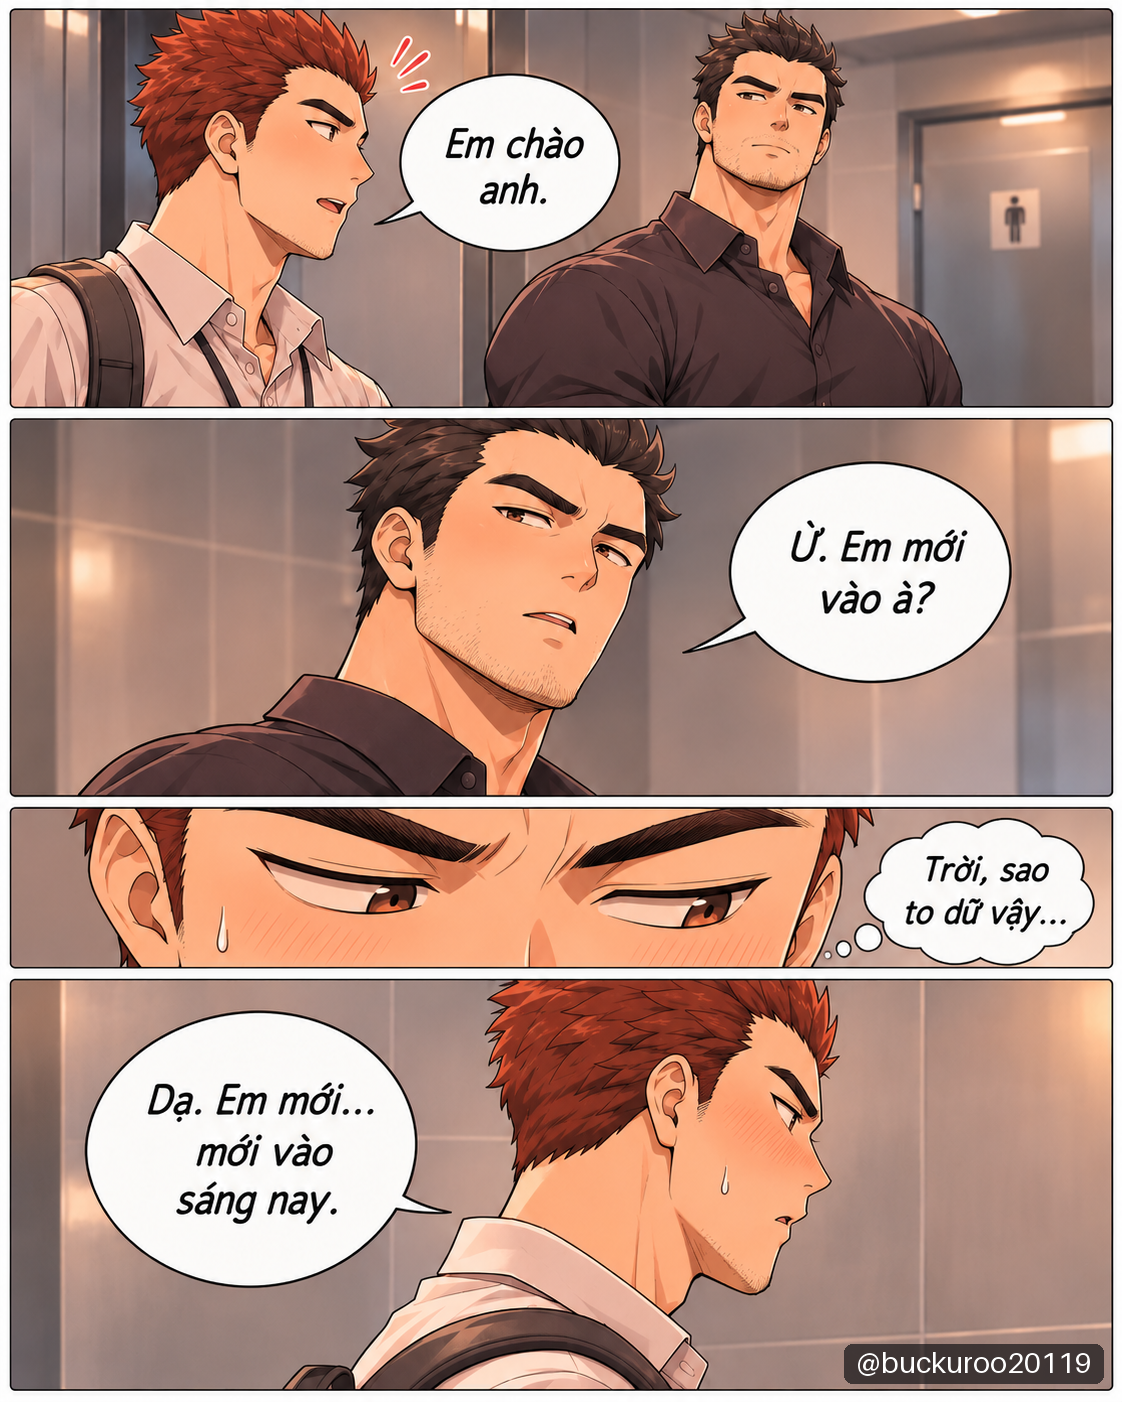 Em chào
anh.
Ừ. Em mới
vào à?
Trời, sao
to dữ vậy...
Dạ. Em mới...
mới vào
sáng nay.
@buckuroo20119